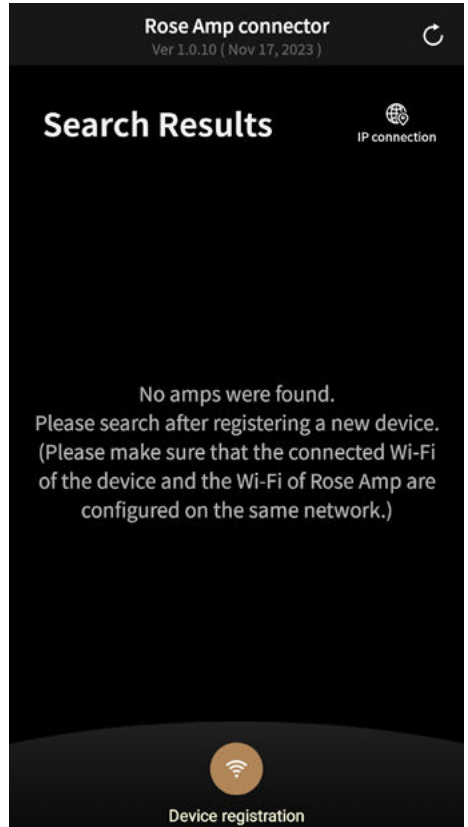 Rose Amp connector
Ver 1.0.10 ( Nov 17, 2023 )
Search Results
IP connection
No amps were found.
Please search after registering a new device.
(Please make sure that the connected Wi-Fi
of the device and the Wi-Fi of Rose Amp are
configured on the same network.)
Device registration